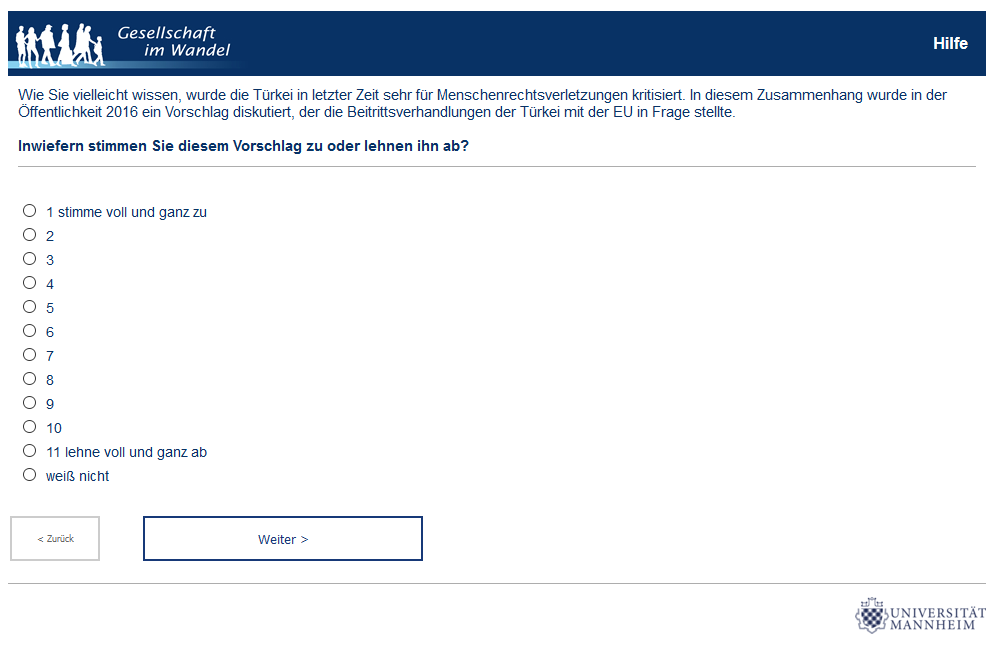 Gesellschaft
im Wandel
Hilfe
Wie Sie vielleicht wissen, wurde die Türkei in letzter Zeit sehr für Menschenrechtsverletzungen kritisiert. In diesem Zusammenhang wurde in der
Öffentlichkeit 2016 ein Vorschlag diskutiert, der die Beitrittsverhandlungen der Türkei mit der EU in Frage stellte.
Inwiefern stimmen Sie diesem Vorschlag zu oder lehnen ihn ab?
1 stimme voll und ganz zu
2
3
4
5
6
7
8
9
10
11 lehne voll und ganz ab
weiß nicht
< Zurück
Weiter >
UNIVERSITÄT
MANNHEIM